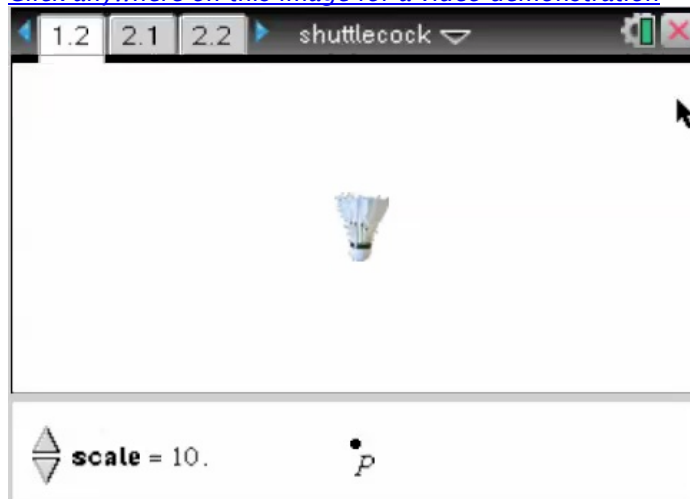 Click anywhere on this image for a video demonstration
1.2 2.1 2.2 shuttlecock
scale = 10.
P